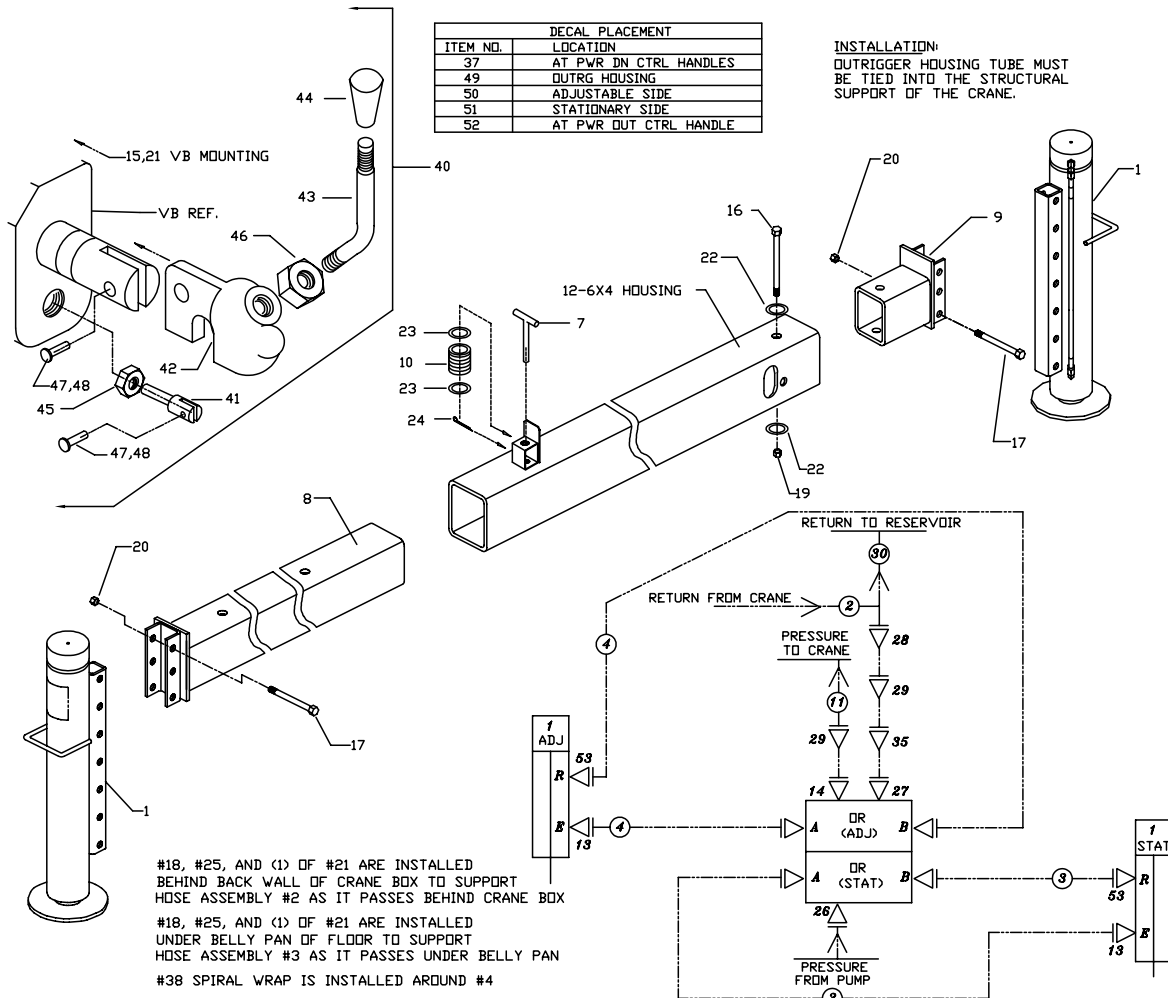 DECAL PLACEMENT
ITEM NO. LOCATION
37 AT PWR DN CTRL HANDLES
49 OUTRG HOUSING
50 ADJUSTABLE SIDE
51 STATIONARY SIDE
52 AT PWR OUT CTRL HANDLE
INSTALLATION:
OUTRIGGER HOUSING TUBE MUST
BE TIED INTO THE STRUCTURAL
SUPPORT OF THE CRANE.
44
15,21 VB MOUNTING
40
43
VB REF.
46
42
47,48
45
41
47,48
20
1
9
16
22
12-6X4 HOUSING
7
23
10
23
24
17
22
19
8
20
17
1
RETURN TO RESERVOIR
30
RETURN FROM CRANE
2
4
PRESSURE
TO CRANE
28
11
29
29
35
1
ADJ
53
R
14
27
E
4
13
A
OR
(ADJ)
B
A
OR
(STAT)
B
3
1
STAT
53
R
26
E
13
PRESSURE
FROM PUMP
#18, #25, AND (1) OF #21 ARE INSTALLED
BEHIND BACK WALL OF CRANE BOX TO SUPPORT
HOSE ASSEMBLY #2 AS IT PASSES BEHIND CRANE BOX
#18, #25, AND (1) OF #21 ARE INSTALLED
UNDER BELLY PAN OF FLOOR TO SUPPORT
HOSE ASSEMBLY #3 AS IT PASSES UNDER BELLY PAN
#38 SPIRAL WRAP IS INSTALLED AROUND #4